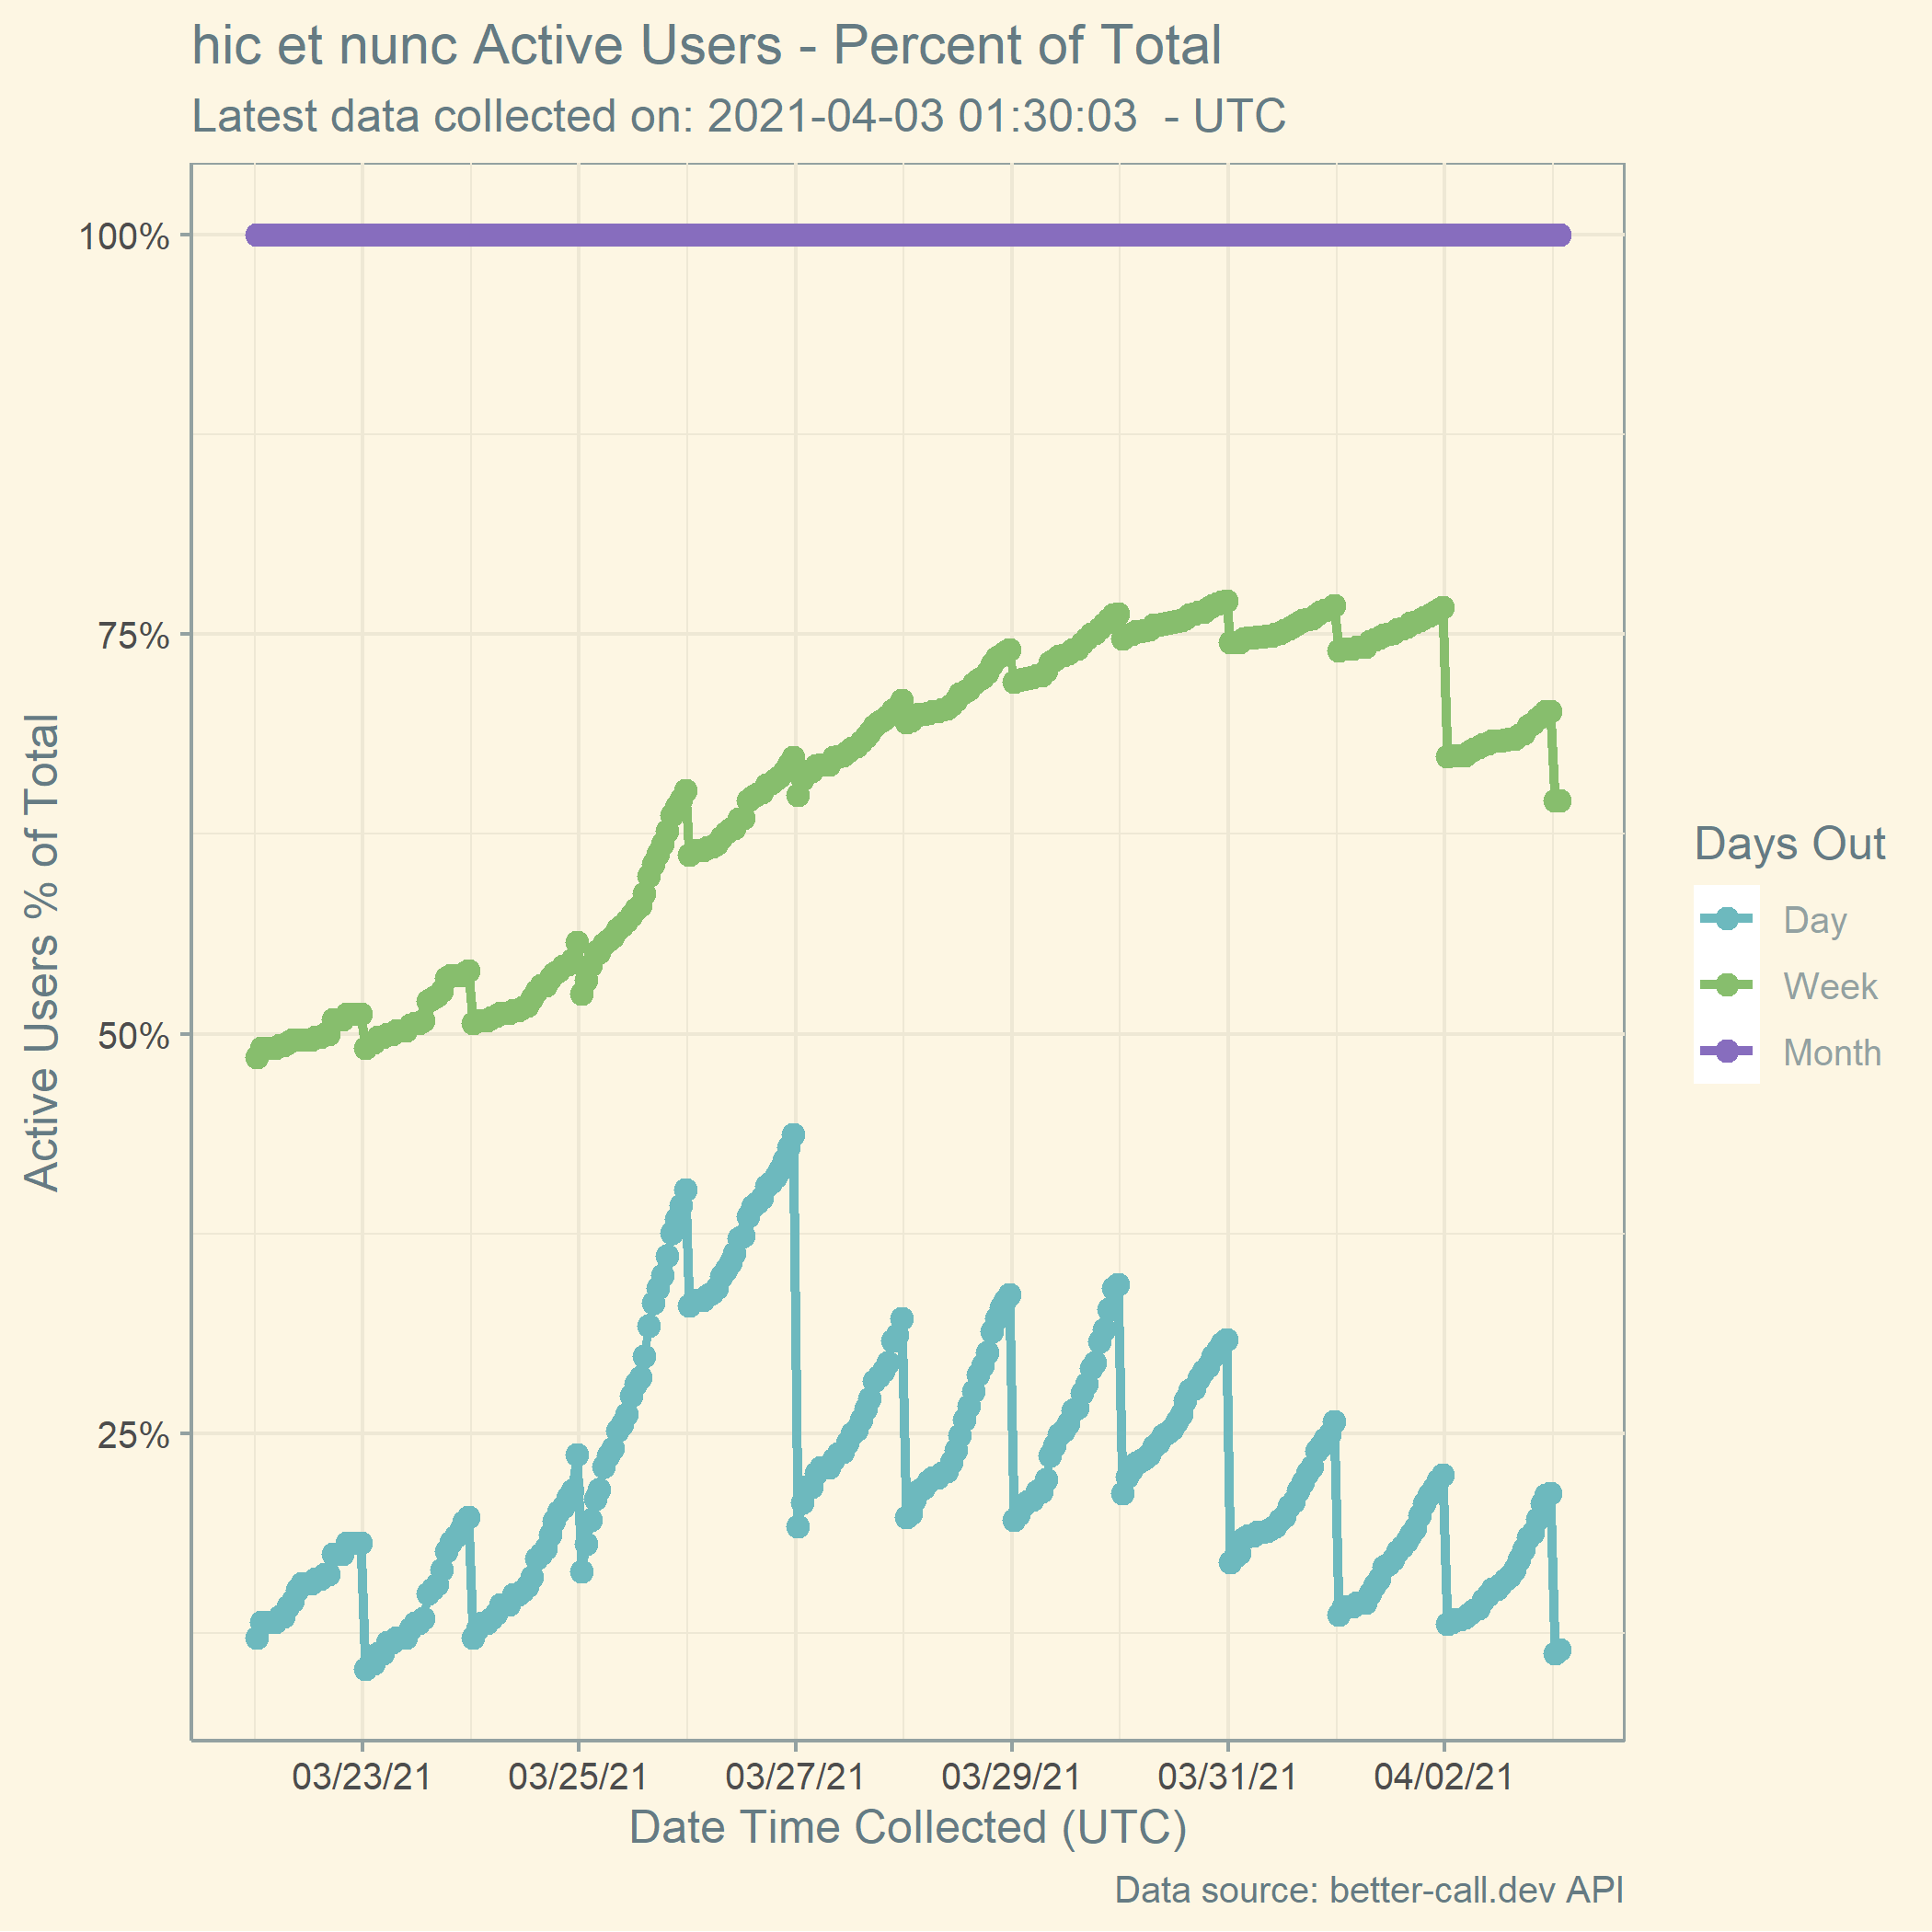 hic et nunc Active Users - Percent of Total
Latest data collected on: 2021-04-03 01:30:03  - UTC
Active Users % of Total
100%
75%
50%
25%
03/23/21
03/25/21
03/27/21
03/29/21
03/31/21
04/02/21
Date Time Collected (UTC)
Days Out
Day
Week
Month
Data source: better-call.dev API